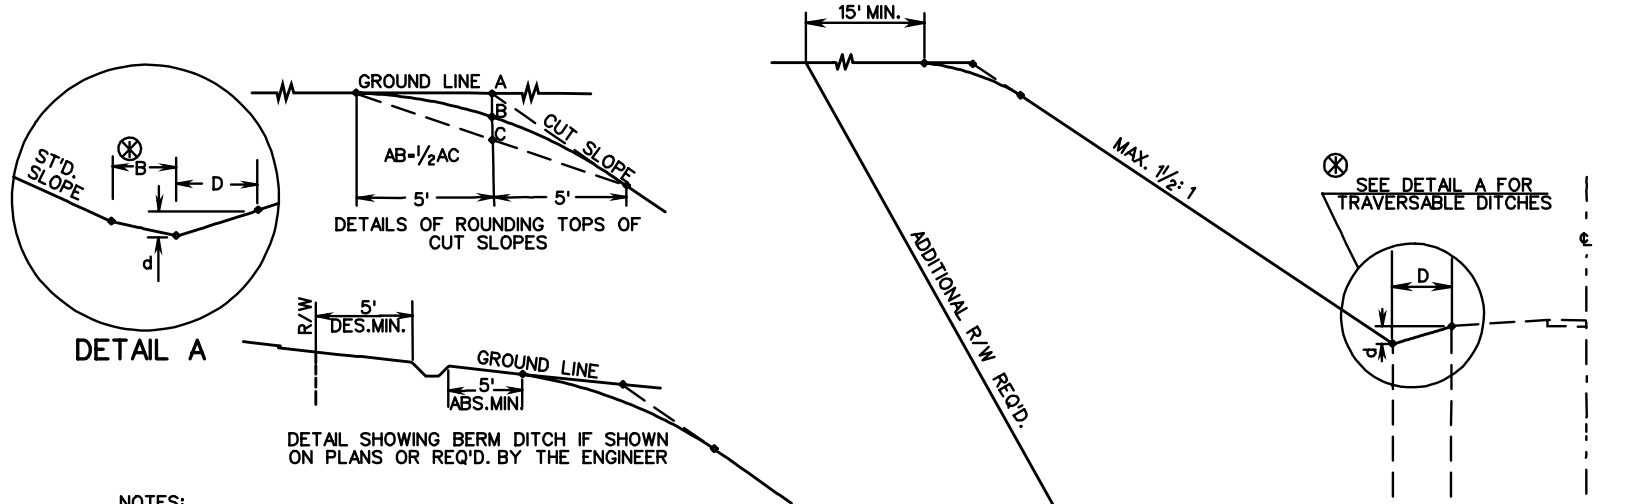 15' MIN.
GROUND LINE A
B
C
CUT SLOPE
AB=1/2AC
5'
5'
DETAILS OF ROUNDING TOPS OF
CUT SLOPES
ST'D.
SLOPE
B
D
d
DETAIL A
R/W
5'
DES.MIN.
GROUND LINE
5'
ABS.MIN.
DETAIL SHOWING BERM DITCH IF SHOWN
ON PLANS OR REQ'D. BY THE ENGINEER
MAX. 1 1/2: 1
ADDITIONAL R/W REQ'D.
SEE DETAIL A FOR
TRAVERSABLE DITCHES
℄
D
d
NOTES: